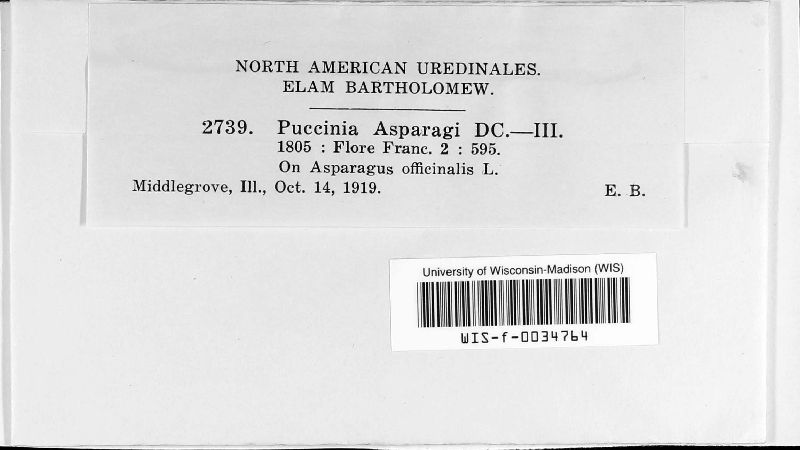 NORTH AMERICAN UREDINALES.
ELAM BARTHOLOMEW.
2739. Puccinia Asparagi DC.—III.
1805 : Flore Franc. 2 : 595.
On Asparagus officinalis L.
Middlegrove, Ill., Oct. 14, 1919. E. B.
University of Wisconsin-Madison (WIS)
WIS-f-0034764